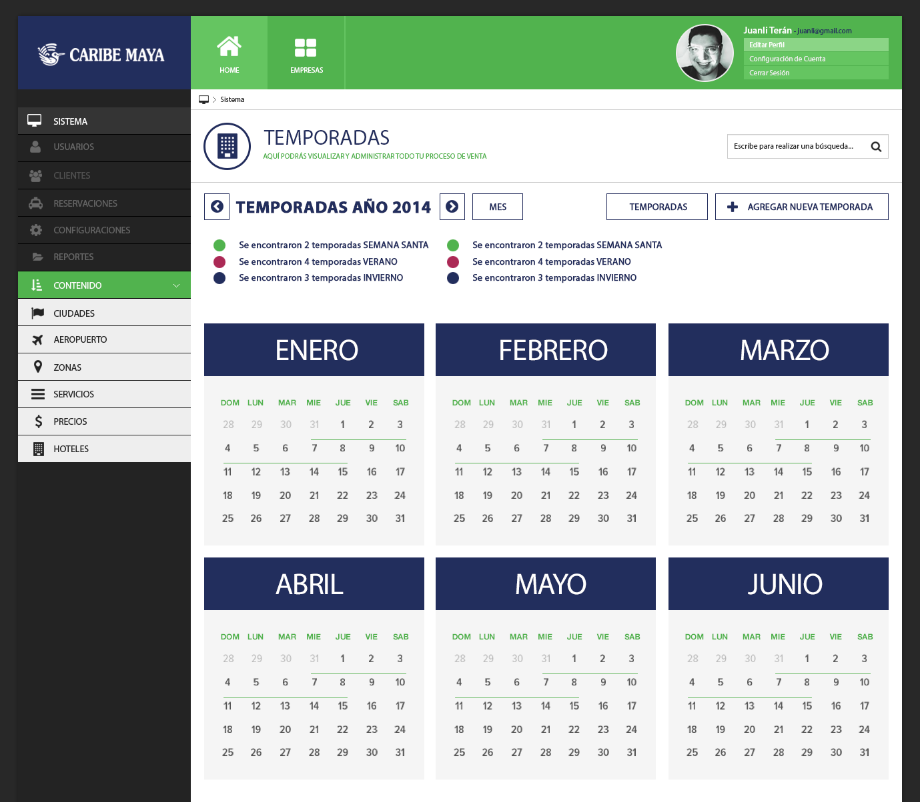 CARIBE MAYA
HOME
EMPRESAS
Juanli Terán - juanli@gmail.com
Editar Perfil
Configuración de Cuenta
Cerrar Sesión
SISTEMA
USUARIOS
CLIENTES
RESERVACIONES
CONFIGURACIONES
REPORTES
CONTENIDO
CIUDADES
AEROPUERTO
ZONAS
SERVICIOS
PRECIOS
HOTELES
Sistema
TEMPORADAS
AQUÍ PODRÁS VISUALIZAR Y ADMINISTRAR TODO TU PROCESO DE VENTA
Escribe para realizar una búsqueda...
TEMPORADAS AÑO 2014
MES
TEMPORADAS
AGREGAR NUEVA TEMPORADA
Se encontraron 2 temporadas SEMANA SANTA
Se encontraron 4 temporadas VERANO
Se encontraron 3 temporadas INVIERNO
Se encontraron 2 temporadas SEMANA SANTA
Se encontraron 4 temporadas VERANO
Se encontraron 3 temporadas INVIERNO
ENERO
DOM LUN MAR MIE JUE VIE SAB
28 29 30 31 1 2 3
4 5 6 7 8 9 10
11 12 13 14 15 16 17
18 19 20 21 22 23 24
25 26 27 28 29 30 31
FEBRERO
DOM LUN MAR MIE JUE VIE SAB
28 29 30 31 1 2 3
4 5 6 7 8 9 10
11 12 13 14 15 16 17
18 19 20 21 22 23 24
25 26 27 28 29 30 31
MARZO
DOM LUN MAR MIE JUE VIE SAB
28 29 30 31 1 2 3
4 5 6 7 8 9 10
11 12 13 14 15 16 17
18 19 20 21 22 23 24
25 26 27 28 29 30 31
ABRIL
DOM LUN MAR MIE JUE VIE SAB
28 29 30 31 1 2 3
4 5 6 7 8 9 10
11 12 13 14 15 16 17
18 19 20 21 22 23 24
25 26 27 28 29 30 31
MAYO
DOM LUN MAR MIE JUE VIE SAB
28 29 30 31 1 2 3
4 5 6 7 8 9 10
11 12 13 14 15 16 17
18 19 20 21 22 23 24
25 26 27 28 29 30 31
JUNIO
DOM LUN MAR MIE JUE VIE SAB
28 29 30 31 1 2 3
4 5 6 7 8 9 10
11 12 13 14 15 16 17
18 19 20 21 22 23 24
25 26 27 28 29 30 31